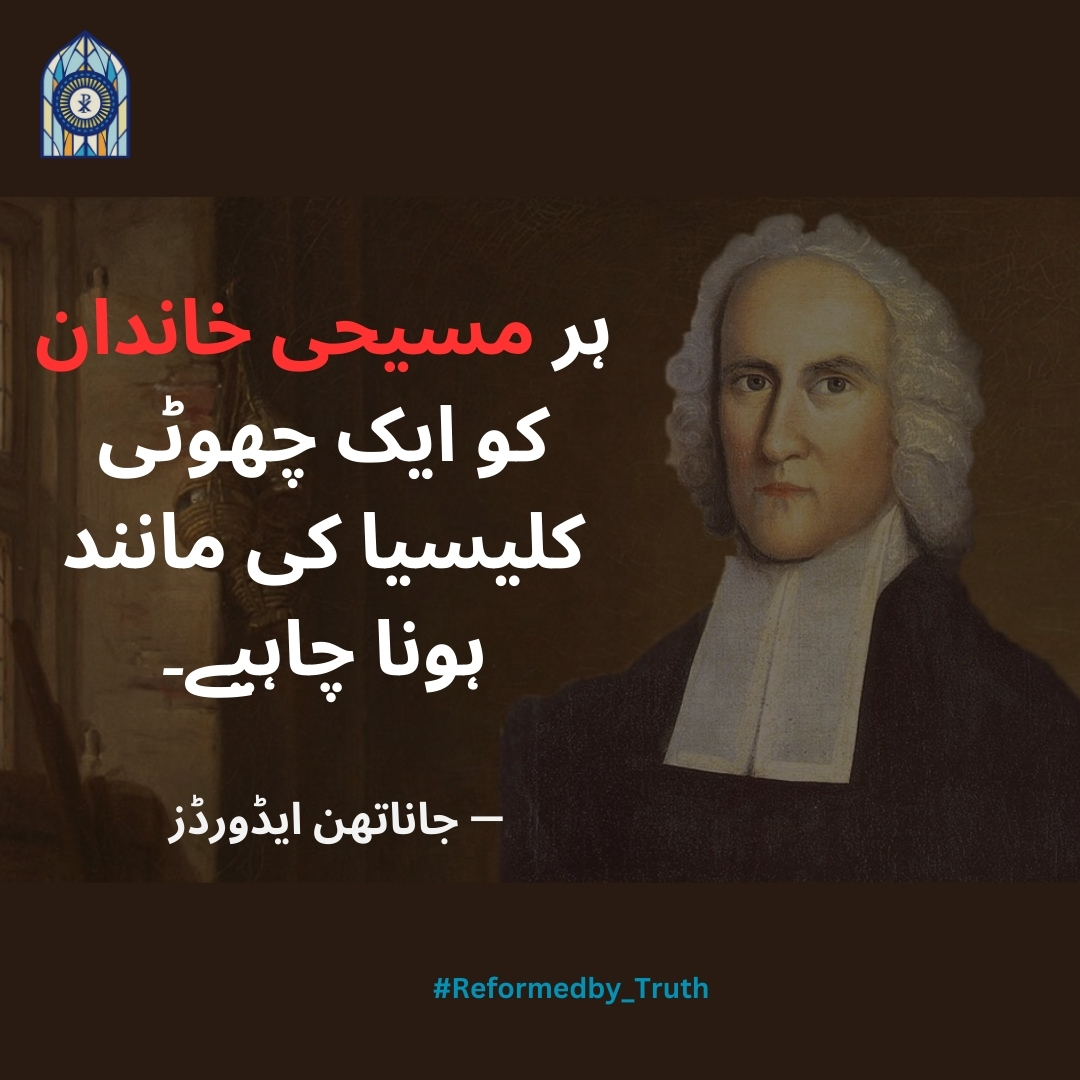 ہر مسیحی خاندان
کو ایک چھوٹی
کلیسیا کی مانند
ہونا چاہیے۔
— جاناتھن ایڈورڈز
#Reformedby_Truth